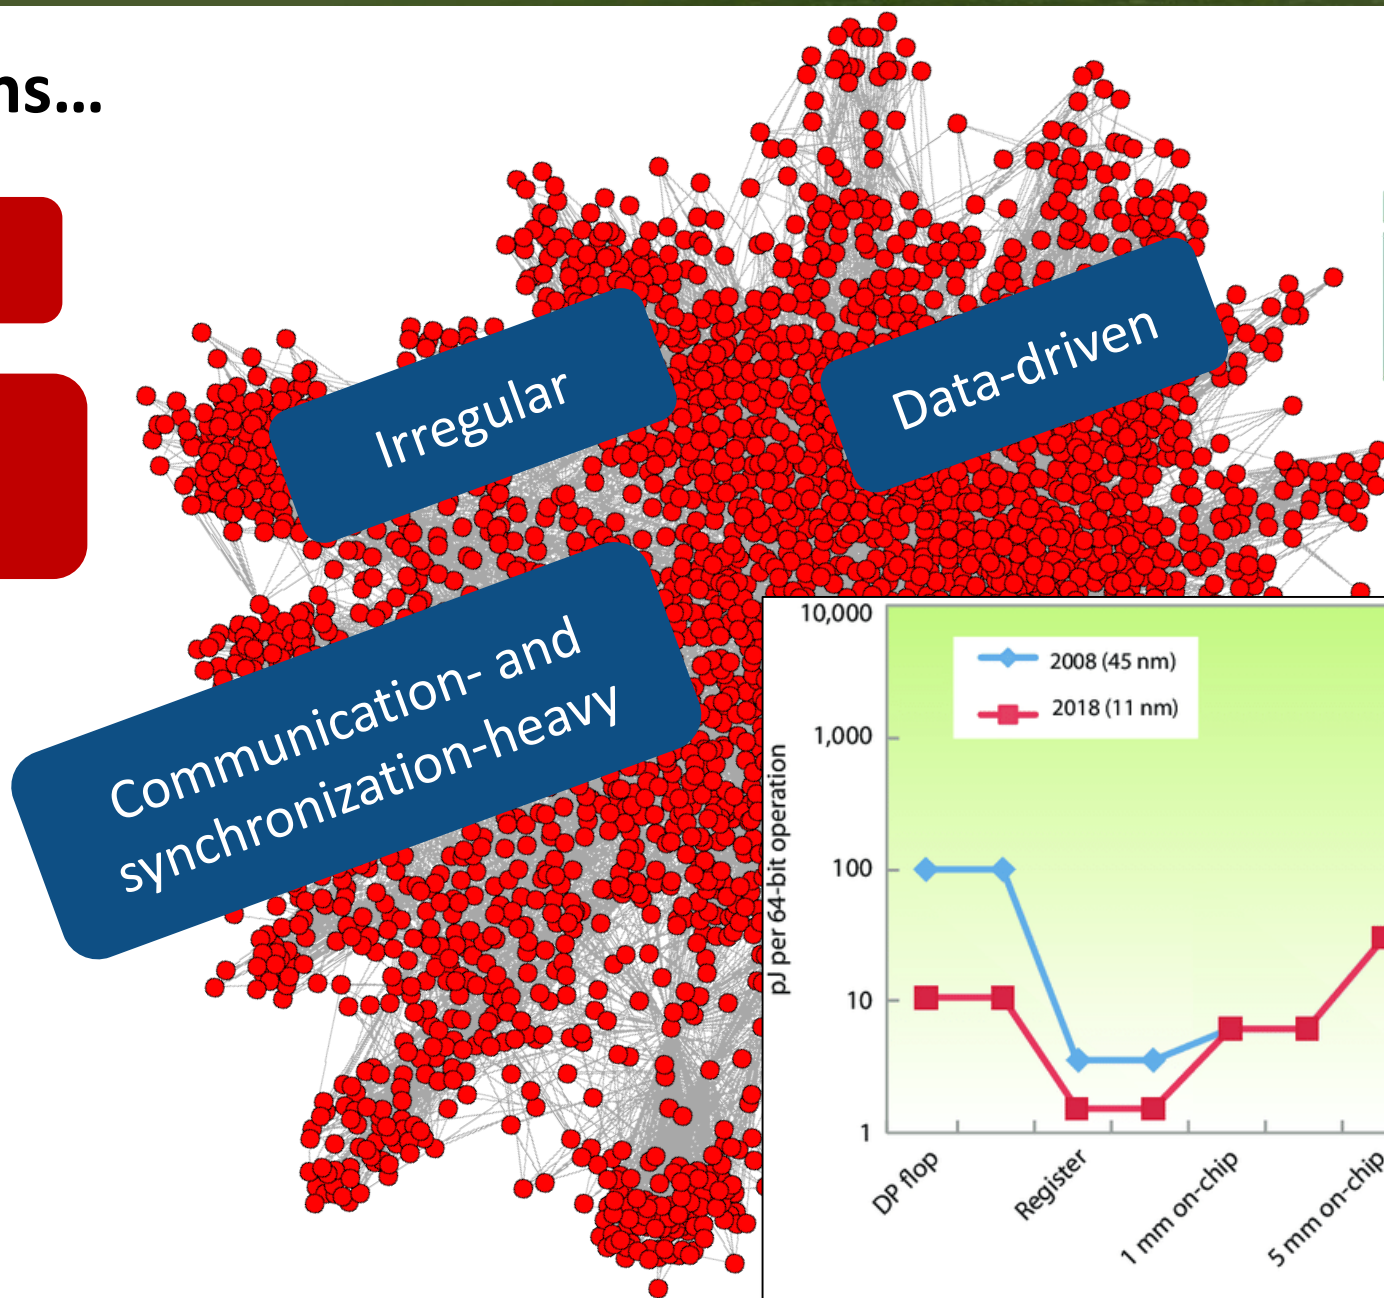 ns...
Irregular
Data-driven
Communication- and
synchronization-heavy
10,000
1,000
100
10
1
pJ per 64-bit operation
2008 (45 nm)
2018 (11 nm)
DP flop
Register
1 mm on-chip
5 mm on-chip